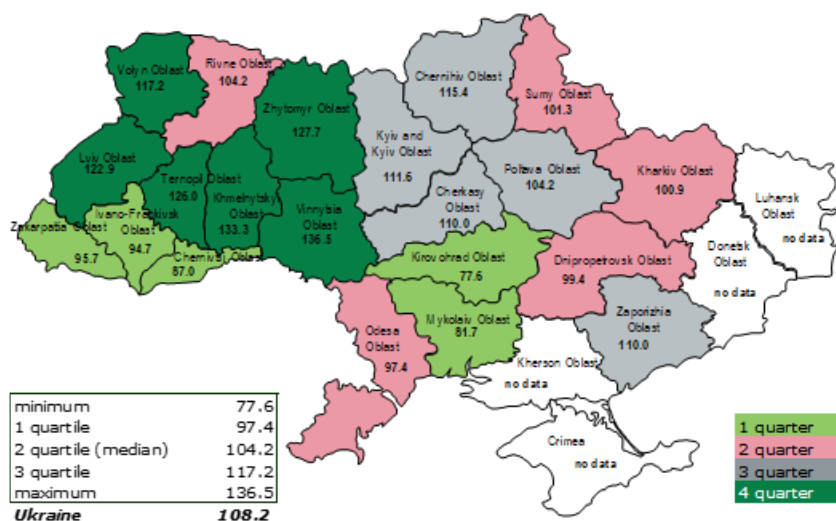 Volyn Oblast
117.2
Rivne Oblast
104.2
Zhytomyr Oblast
127.7
Kyiv and
Kyiv Oblast
111.6
Chernihiv Oblast
115.4
Sumy Oblast
101.3
Lviv Oblast
122.9
Ternopil Oblast
126.0
Khmelnytsky
Oblast
133.3
Vinnytsia
Oblast
136.5
Cherkasy
Oblast
110.0
Poltava Oblast
104.2
Kharkiv Oblast
100.9
Luhansk
Oblast
no data
Donetsk
Oblast
no data
Zakarpatia Oblast
95.7
Ivano-Frankivsk
Oblast
94.7
Chernivtsi Oblast
87.0
Kirovohrad Oblast
77.6
Dnipropetrovsk Oblast
99.4
Zaporizhia
Oblast
110.0
Odesa
Oblast
97.4
Mykolaiv Oblast
81.7
Kherson Oblast
no data
Crimea
no data
minimum 77.6
1 quartile 97.4
2 quartile (median) 104.2
3 quartile 117.2
maximum 136.5
Ukraine 108.2
1 quarter
2 quarter
3 quarter
4 quarter